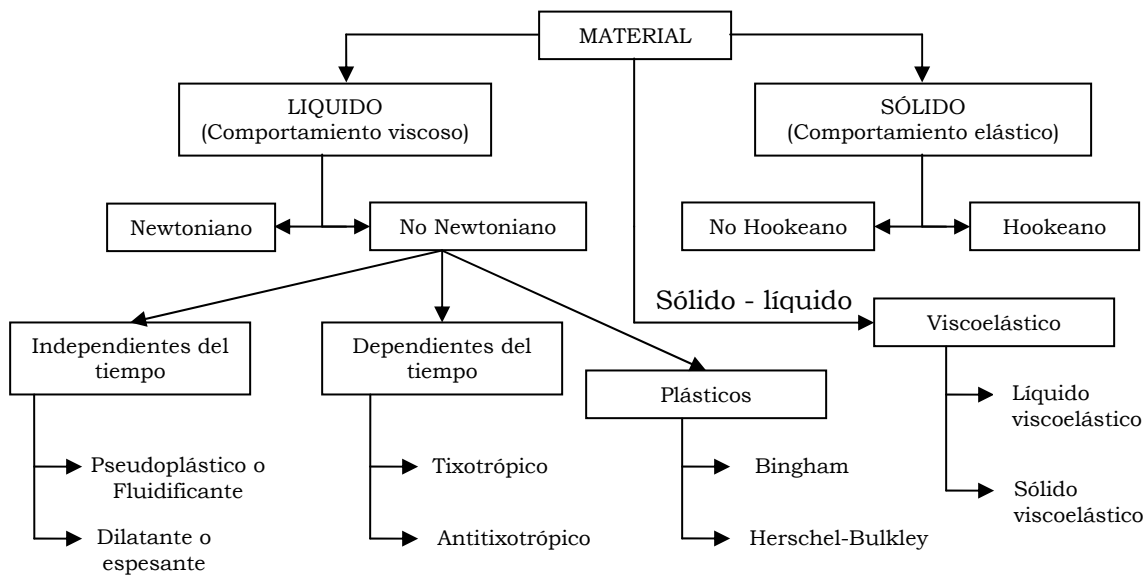 MATERIAL
LIQUIDO
(Comportamiento viscoso)
SÓLIDO
(Comportamiento elástico)
Newtoniano
No Newtoniano
No Hookeano
Hookeano
Sólido - líquido
Independientes del
tiempo
Dependientes del
tiempo
Plásticos
Viscoelástico
Pseudoplástico o
Fluidificante
Dilatante o
espesante
Tixotrópico
Antitixotrópico
Bingham
Herschel-Bulkley
Líquido
viscoelástico
Sólido
viscoelástico